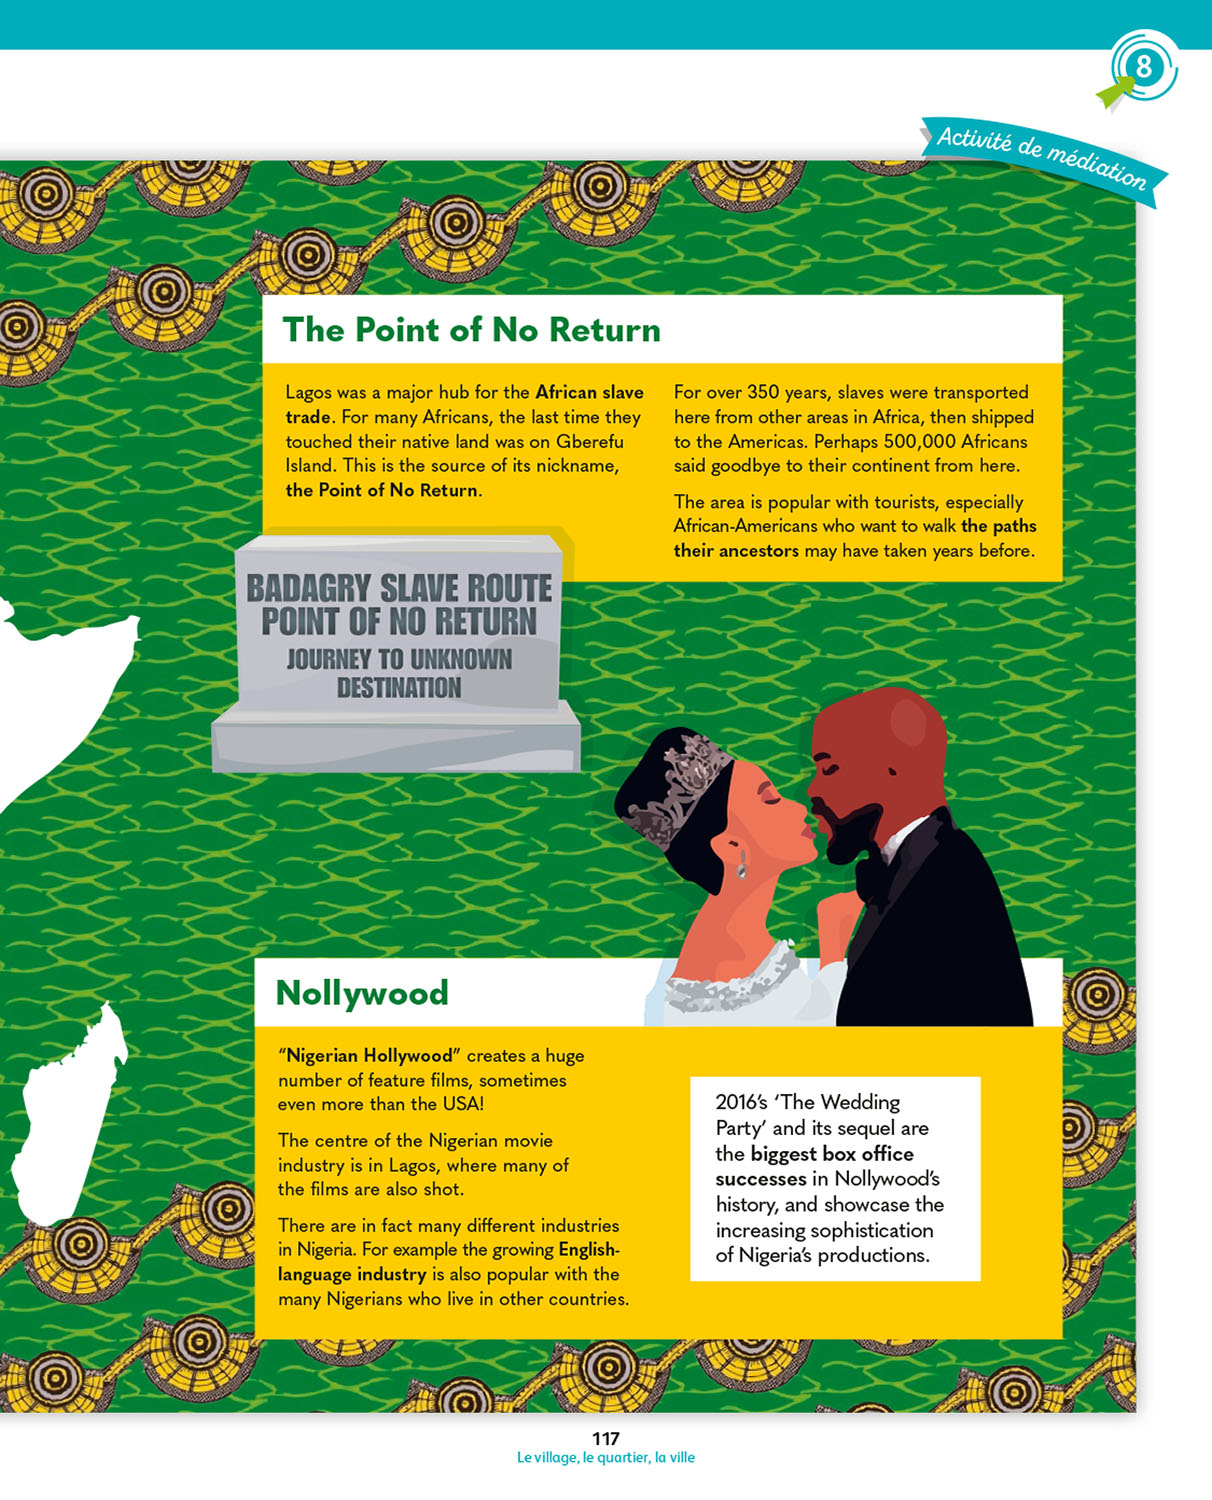 8
Activité de médiation
The Point of No Return
Lagos was a major hub for the African slave
trade. For many Africans, the last time they
touched their native land was on Gberefu
Island. This is the source of its nickname,
the Point of No Return.
For over 350 years, slaves were transported
here from other areas in Africa, then shipped
to the Americas. Perhaps 500,000 Africans
said goodbye to their continent from here.
The area is popular with tourists, especially
African-Americans who want to walk the paths
their ancestors may have taken years before.
BADAGRY SLAVE ROUTE
POINT OF NO RETURN
JOURNEY TO UNKNOWN
DESTINATION
Nollywood
“Nigerian Hollywood” creates a huge
number of feature films, sometimes
even more than the USA!
The centre of the Nigerian movie
industry is in Lagos, where many of
the films are also shot.
There are in fact many different industries
in Nigeria. For example the growing English-
language industry is also popular with the
many Nigerians who live in other countries.
2016’s ‘The Wedding
Party’ and its sequel are
the biggest box office
successes in Nollywood’s
history, and showcase the
increasing sophistication
of Nigeria’s productions.
117
Le village, le quartier, la ville